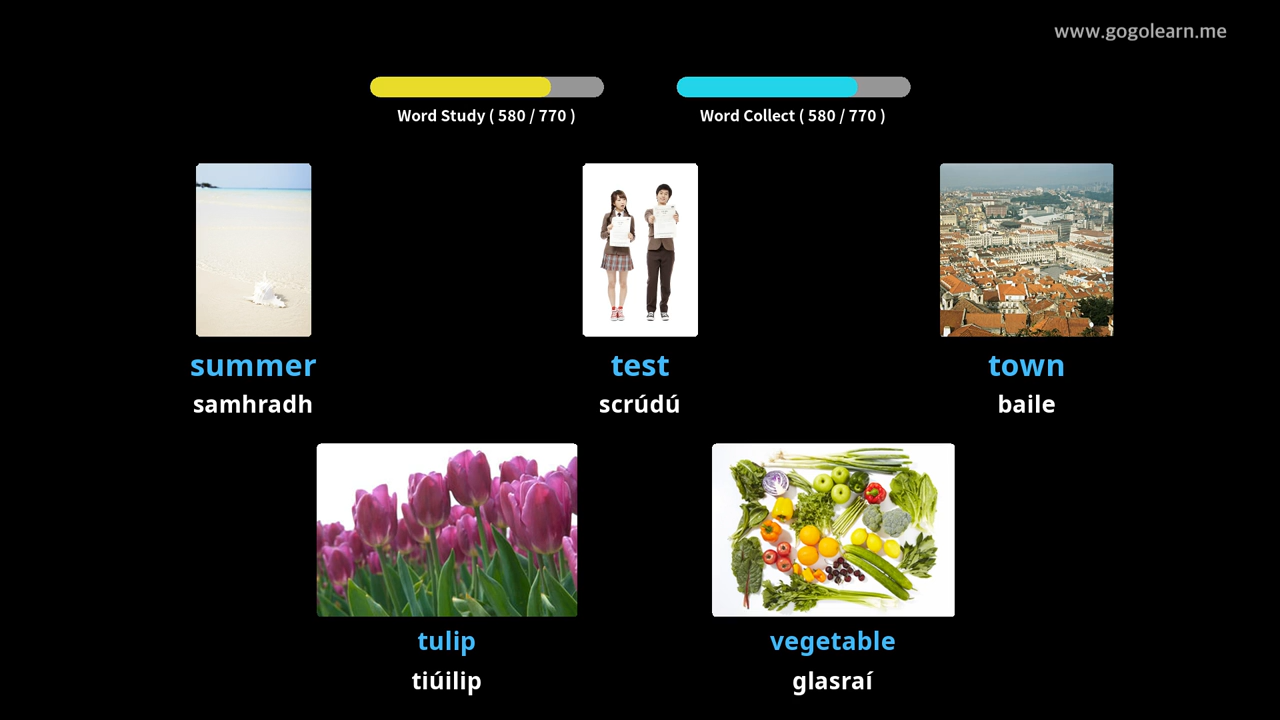 www.gogolearn.me
Word Study ( 580 / 770 )
Word Collect ( 580 / 770 )
summer
samhradh
test
scrúdú
town
baile
tulip
tiúilip
vegetable
glasraí